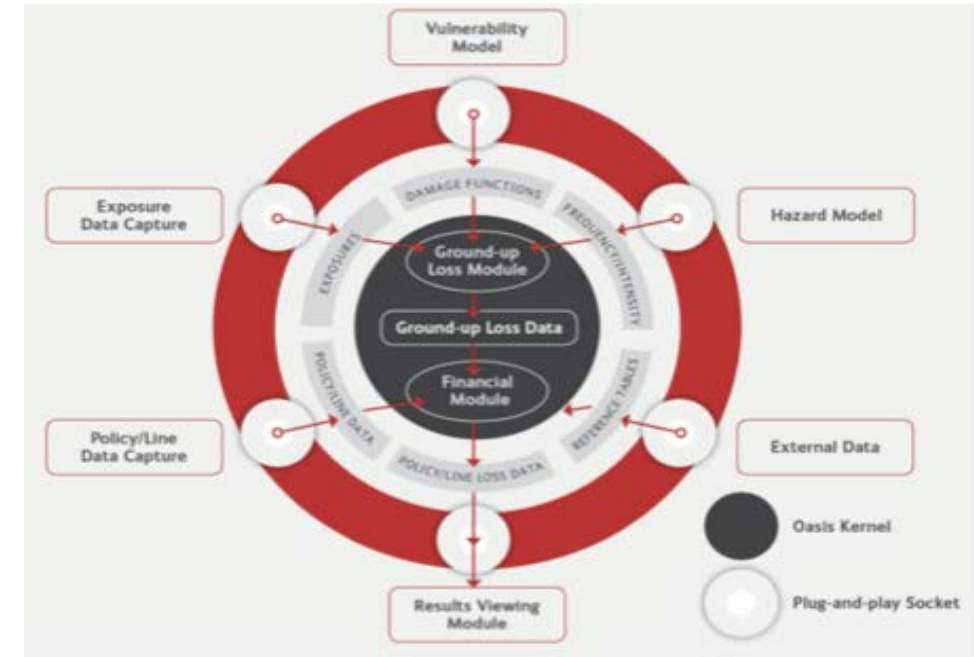 Vulnerability
Model
Exposure
Data Capture
Hazard Model
DAMAGE FUNCTIONS
EXPOSURES
FREQUENCY/INTENSITY
Ground-up
Loss Module
Ground-up Loss Data
Financial
Module
POLICY/LINE DATA
REFERENCE TABLES
POLICY/LINE LOSS DATA
Policy/Line
Data Capture
External Data
Results Viewing
Module
Oasis Kernel
Plug-and-play Socket